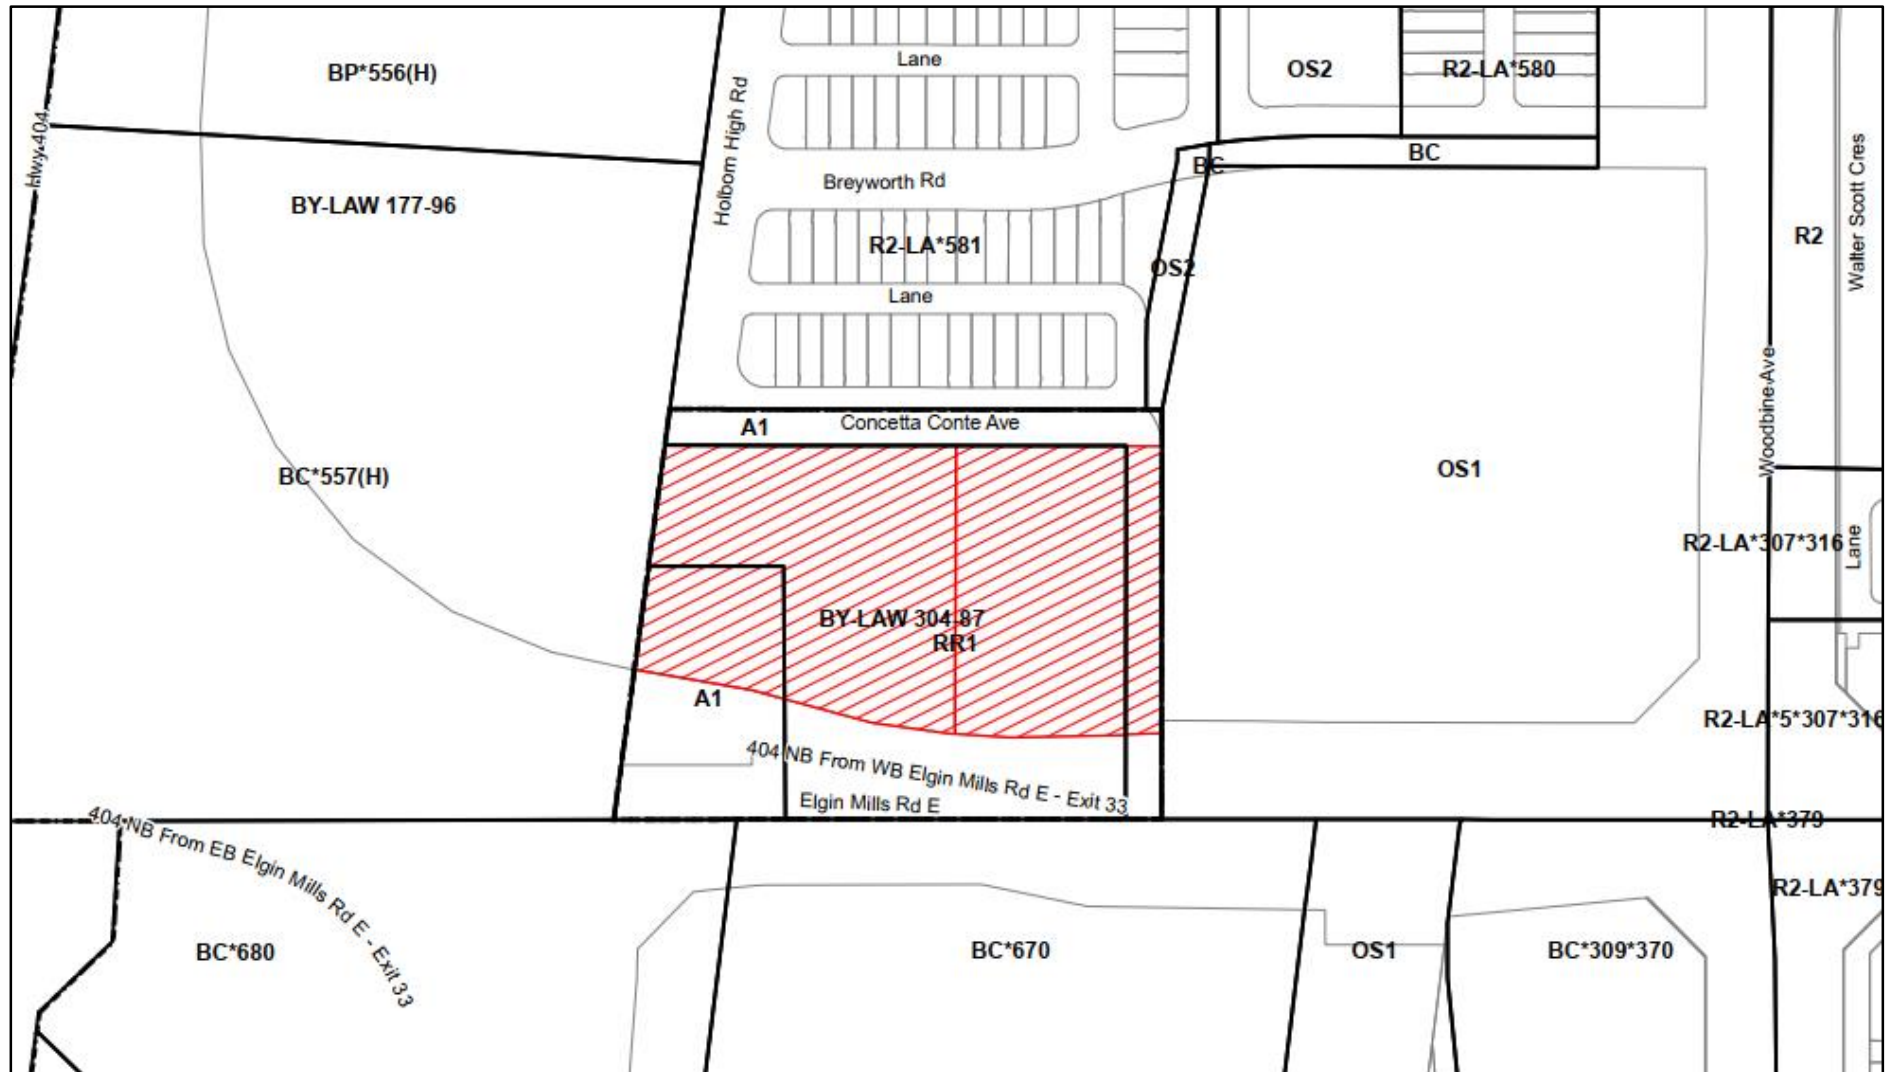 Lane
BP*556(H)
OS2
R2-LA*580
Hwy 404
Holborn High Rd
BC
BC
Breyworth Rd
BY-LAW 177-96
Walter Scott Cres
R2
R2-LA*581
OS2
Lane
Woodbine Ave
A1
Concetta Conte Ave
BC*557(H)
OS1
R2-LA*307*316
Lane
BY-LAW 304-87
RR1
A1
R2-LA*5*307*316
404 NB From WB Elgin Mills Rd E - Exit 33
Elgin Mills Rd E
404 NB From EB Elgin Mills Rd E - Exit 33
R2-LA*379
R2-LA*379
BC*680
BC*670
OS1
BC*309*370